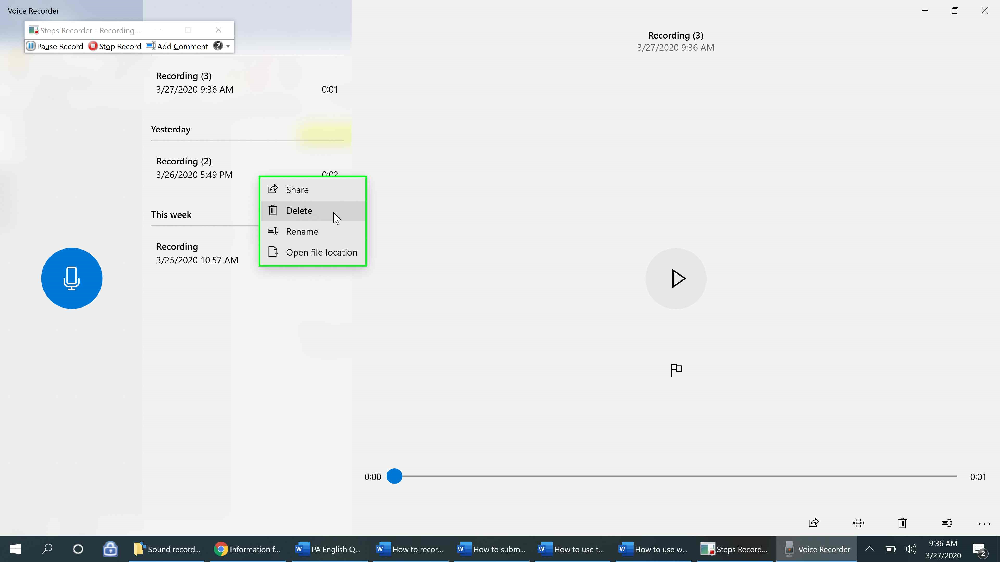 Voice Recorder
Steps Recorder - Recording ...
Pause Record Stop Record Add Comment
Recording (3)
3/27/2020 9:36 AM 0:01
Yesterday
Recording (2)
3/26/2020 5:49 PM 0:02
This week
Recording
3/25/2020 10:57 AM
Share
Delete
Rename
Open file location
Recording (3)
3/27/2020 9:36 AM
0:00 0:01
Sound record... Information f... PA English Q... How to recor... How to subm... How to use t... How to use w... Steps Record... Voice Recorder
9:36 AM
3/27/2020
2